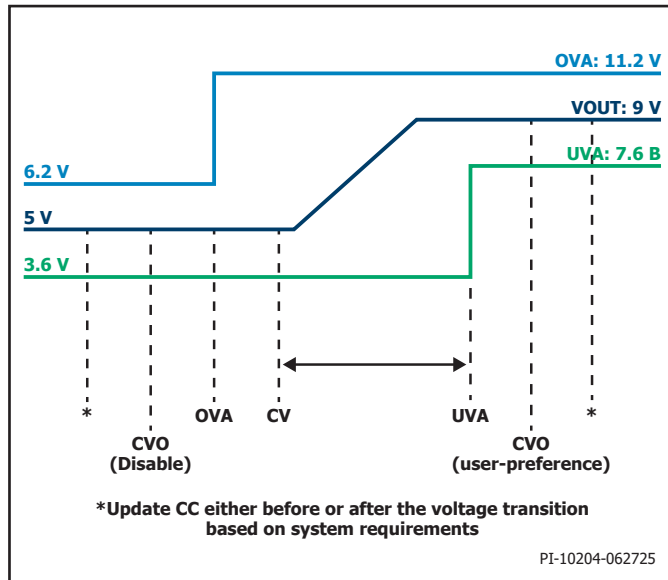 OVA: 11.2 V
VOUT: 9 V
UVA: 7.6 B
6.2 V
5 V
3.6 V
* OVA CV UVA *
CVO CVO
(Disable) (user-preference)
*Update CC either before or after the voltage transition
based on system requirements
PI-10204-062725